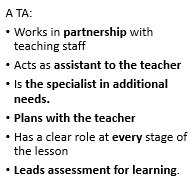 A TA:
• Works in partnership with
teaching staff
• Acts as assistant to the teacher
• Is the specialist in additional
needs.
• Plans with the teacher
• Has a clear role at every stage of
the lesson
• Leads assessment for learning.